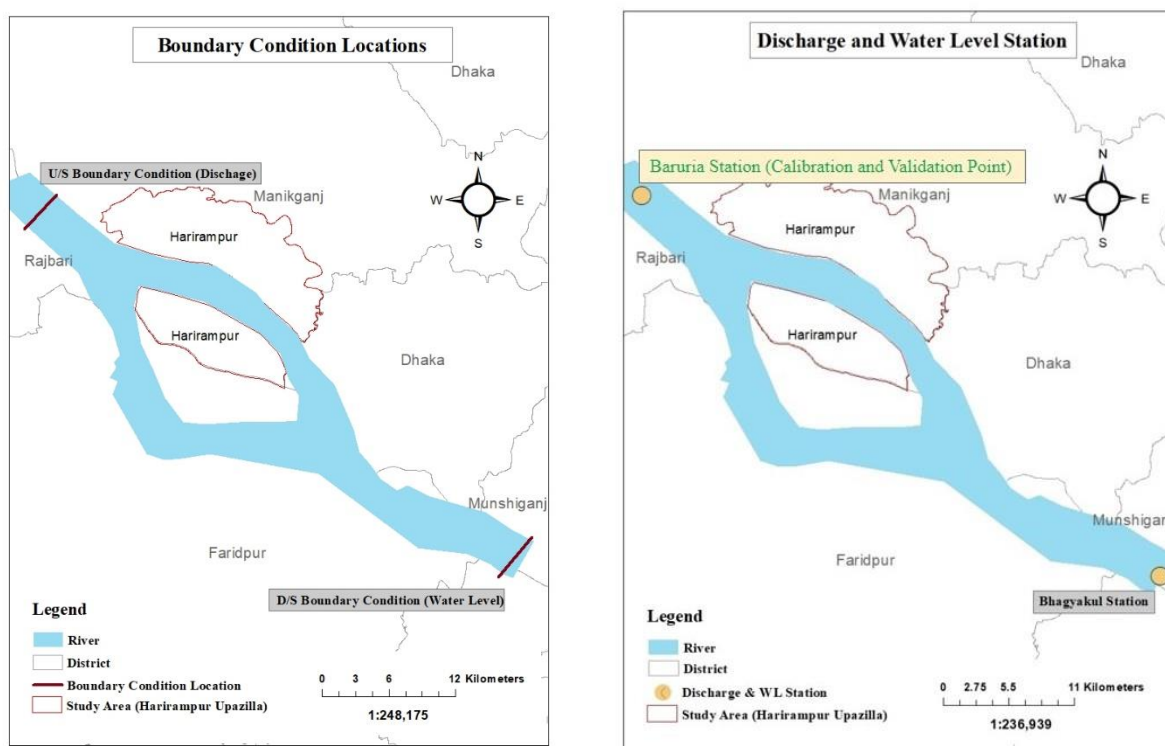 Boundary Condition Locations
Dhaka
N
W
E
S
U/S Boundary Condition (Dischage)
Manikganj
Harirampur
Rajbari
Harirampur
Dhaka
Munshiganj
Faridpur
D/S Boundary Condition (Water Level)
Legend
River
District
Boundary Condition Location
Study Area (Harirampur Upazilla)
0 3 6 12 Kilometers
1:248,175
Discharge and Water Level Station
Dhaka
N
W
E
S
Baruria Station (Calibration and Validation Point)
Manikganj
Harirampur
Rajbari
Harirampur
Dhaka
Munshigar
Faridpur
Bhagyakul Station
Legend
River
District
Discharge & WL Station
Study Area (Harirampur Upazilla)
0 2.75 5.5 11 Kilometers
1:236,939